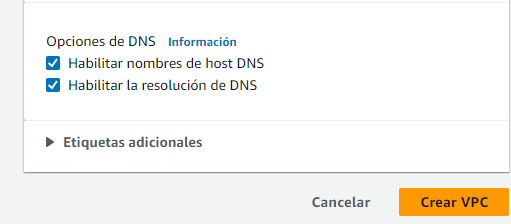 Opciones de DNS Información
Habilitar nombres de host DNS
Habilitar la resolución de DNS
Etiquetas adicionales
Cancelar Crear VPC